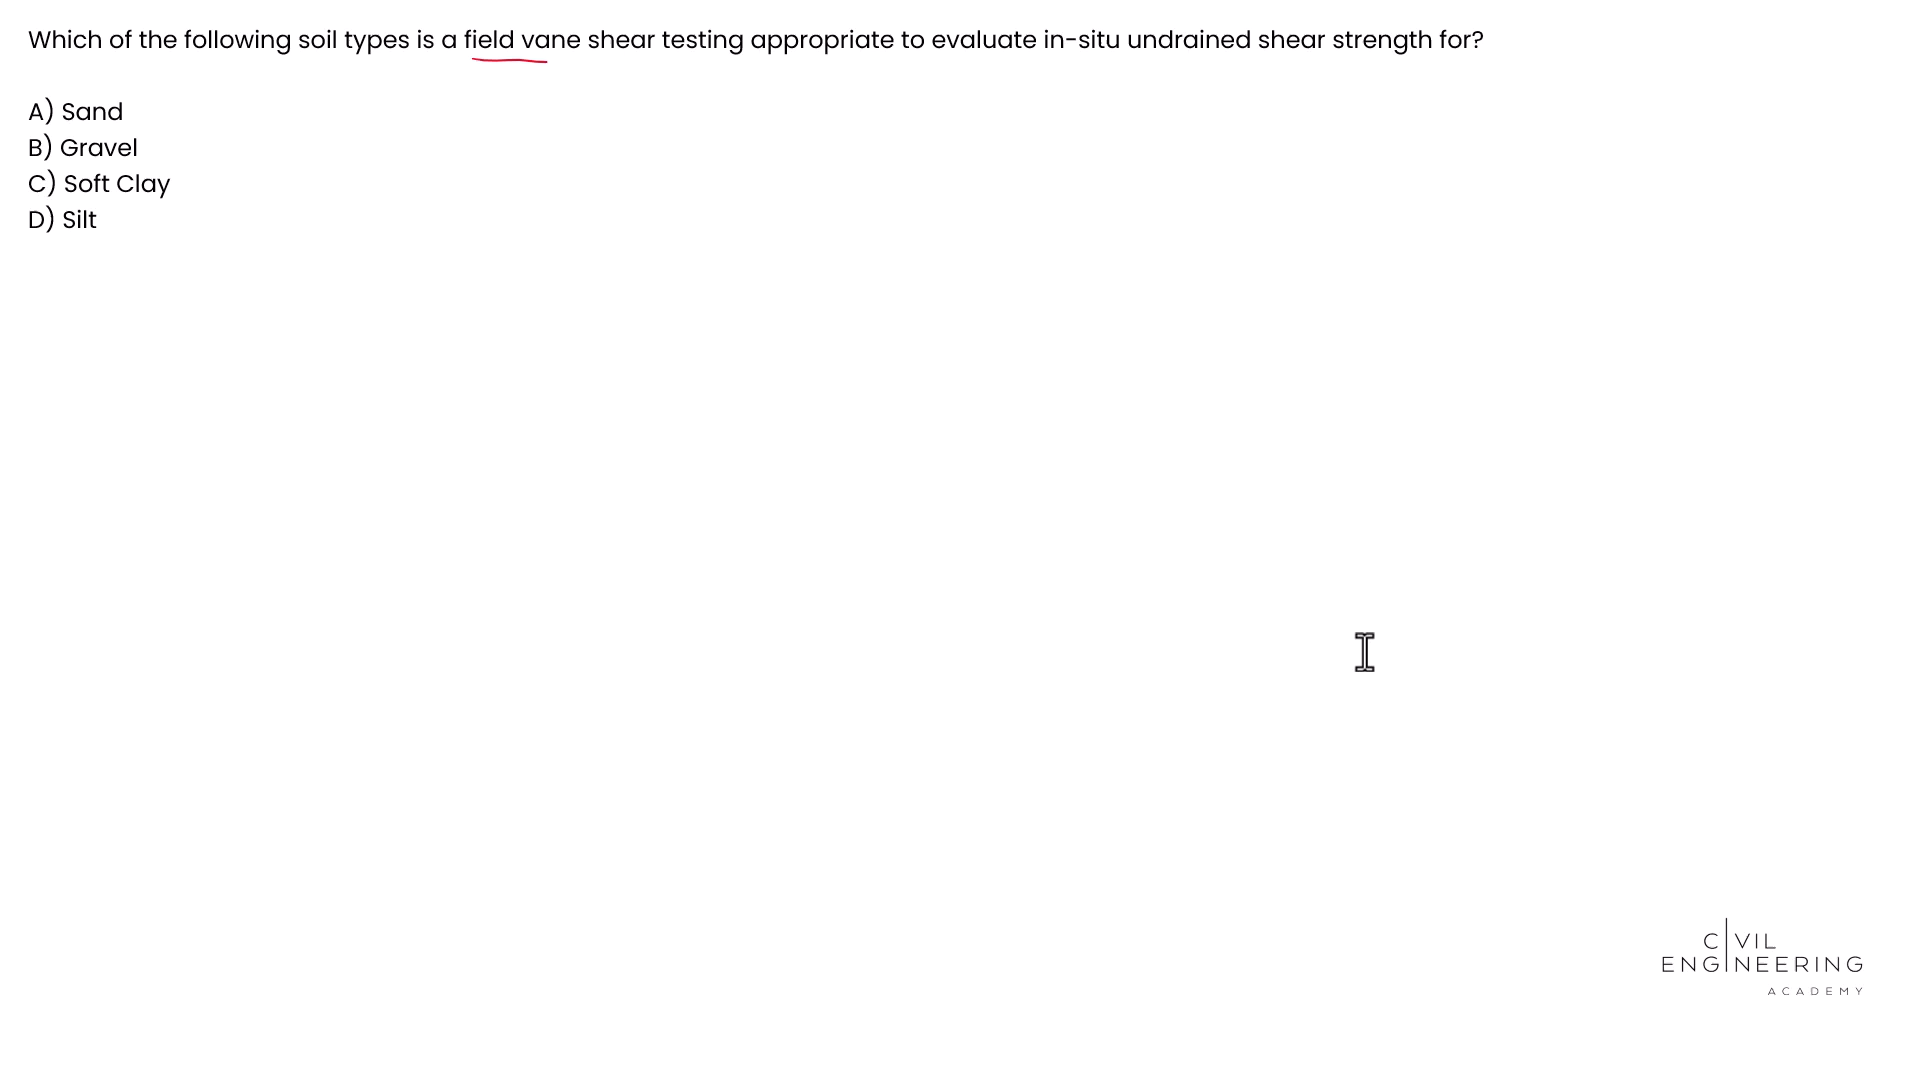 Which of the following soil types is a field vane shear testing appropriate to evaluate in-situ undrained shear strength for?
A) Sand
B) Gravel
C) Soft Clay
D) Silt
CIVIL
ENGINEERING
ACADEMY